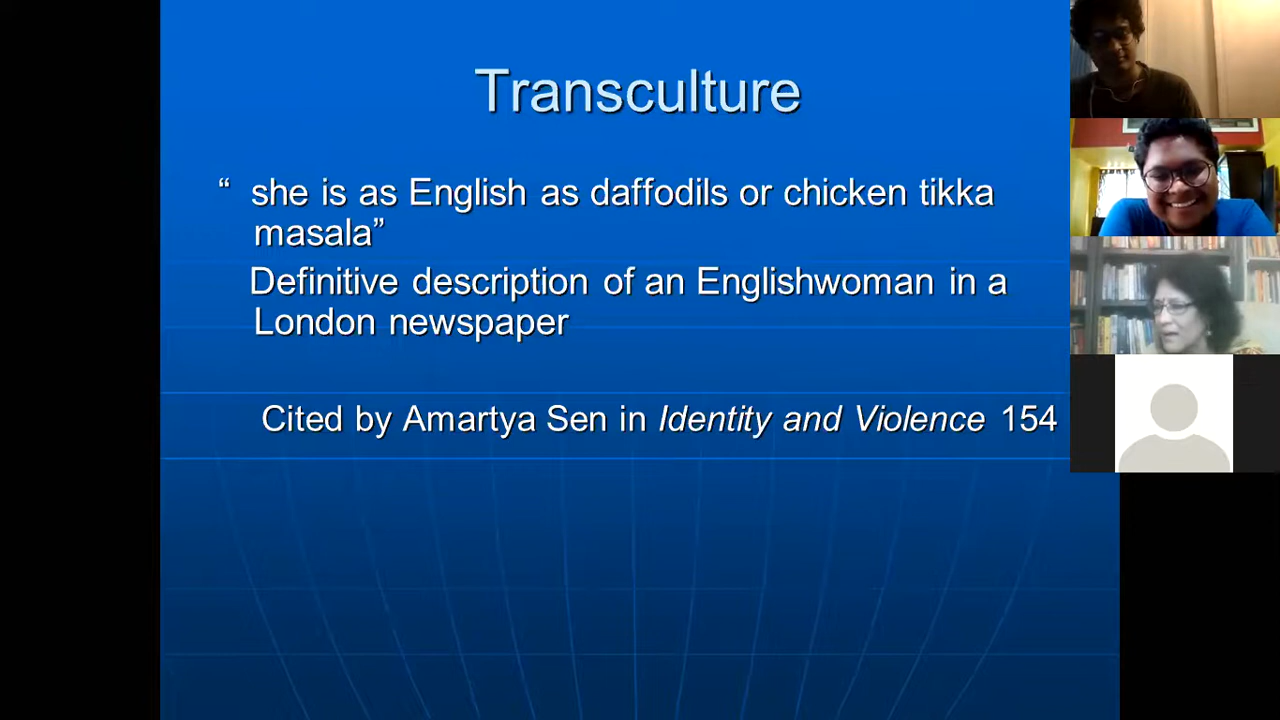 Transculture
“ she is as English as daffodils or chicken tikka
masala”
Definitive description of an Englishwoman in a
London newspaper
Cited by Amartya Sen in Identity and Violence 154